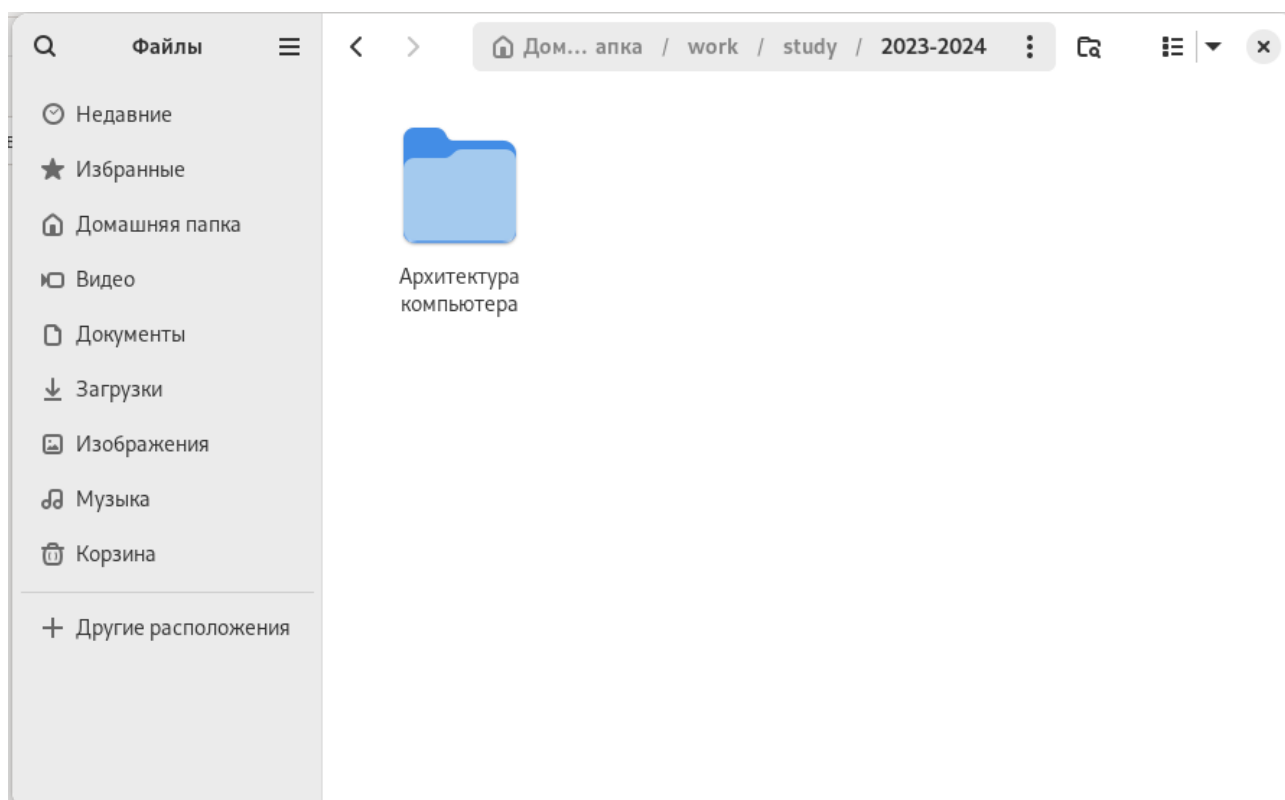 Файлы
Дом... апка / work / study / 2023-2024
Недавние
Избранные
Домашняя папка
Видео
Документы
Загрузки
Изображения
Музыка
Корзина
Другие расположения
Архитектура
компьютера